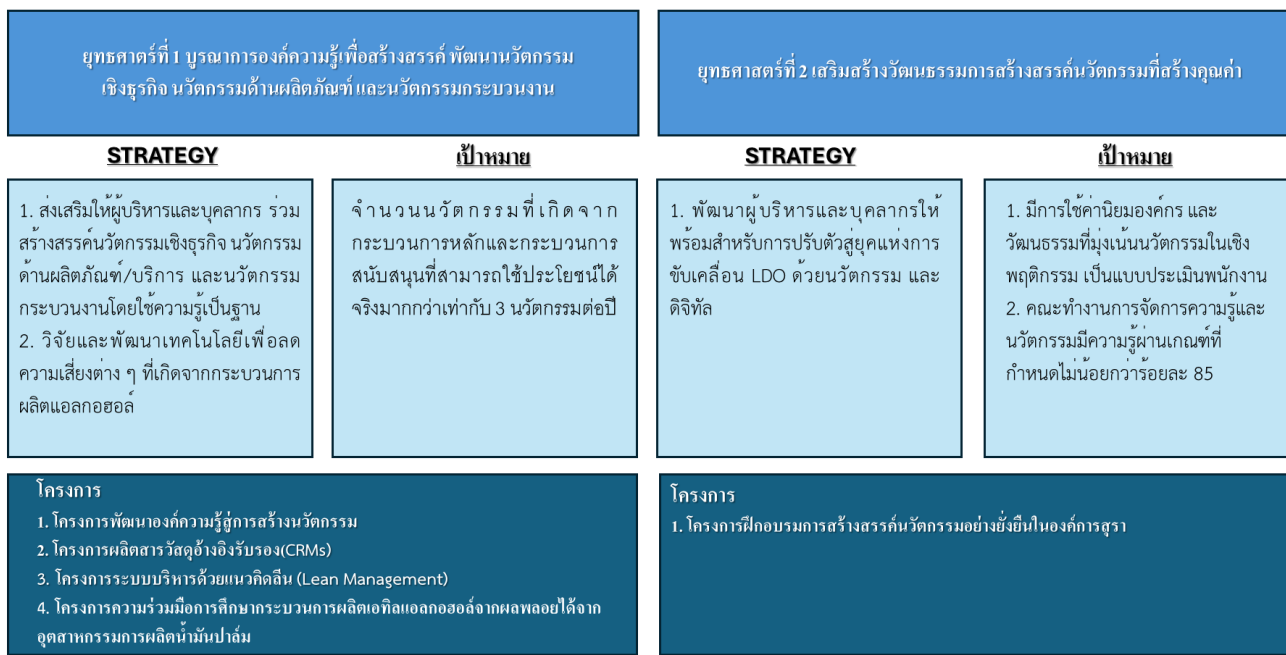 ยุทธศาตร์ที่ 1 บูรณาการองค์ความรู้เพื่อสร้างสรรค์ พัฒนานวัตกรรม
เชิงธุรกิจ นวัตกรรมด้านผลิตภัณฑ์ และนวัตกรรมกระบวนงาน
STRATEGY
เป้าหมาย
1. ส่งเสริมให้ผู้บริหารและบุคลากร ร่วม
สร้างสรรค์นวัตกรรมเชิงธุรกิจ นวัตกรรม
ด้านผลิตภัณฑ์/บริการ และนวัตกรรม
กระบวนงานโดยใช้ความรู้เป็นฐาน
2. วิจัยและพัฒนาเทคโนโลยีเพื่อลด
ความเสี่ยงต่าง ๆ ที่เกิดจากกระบวนการ
ผลิตแอลกอฮอล์
จำนวนนวัตกรรมที่เกิดจาก
กระบวนการหลักและกระบวนการ
สนับสนุนที่สามารถใช้ประโยชน์ได้
จริงมากกว่าเท่ากับ 3 นวัตกรรมต่อปี
โครงการ
1. โครงการพัฒนาองค์ความรู้สู่การสร้างนวัตกรรม
2. โครงการผลิตสารวัสดุอ้างอิงรับรอง(CRMs)
3. โครงการระบบบริหารด้วยแนวคิดลีน (Lean Management)
4. โครงการความร่วมมือการศึกษากระบวนการผลิตเอทิลแอลกอฮอล์จากผลพลอยได้จาก
อุตสาหกรรมการผลิตน้ำมันปาล์ม
ยุทธศาสตร์ที่ 2 เสริมสร้างวัฒนธรรมการสร้างสรรค์นวัตกรรมที่สร้างคุณค่า
STRATEGY
เป้าหมาย
1. พัฒนาผู้บริหารและบุคลากรให้
พร้อมสำหรับการปรับตัวสู่ยุคแห่งการ
ขับเคลื่อน LDO ด้วยนวัตกรรม และ
ดิจิทัล
1. มีการใช้ค่านิยมองค์กร และ
วัฒนธรรมที่มุ่งเน้นนวัตกรรมในเชิง
พฤติกรรม เป็นแบบประเมินพนักงาน
2. คณะทำงานการจัดการความรู้และ
นวัตกรรมมีความรู้ผ่านเกณฑ์ที่
กำหนดไม่น้อยกว่าร้อยละ 85
โครงการ
1. โครงการฝึกอบรมการสร้างสรรค์นวัตกรรมอย่างยั่งยืนในองค์การสุรา